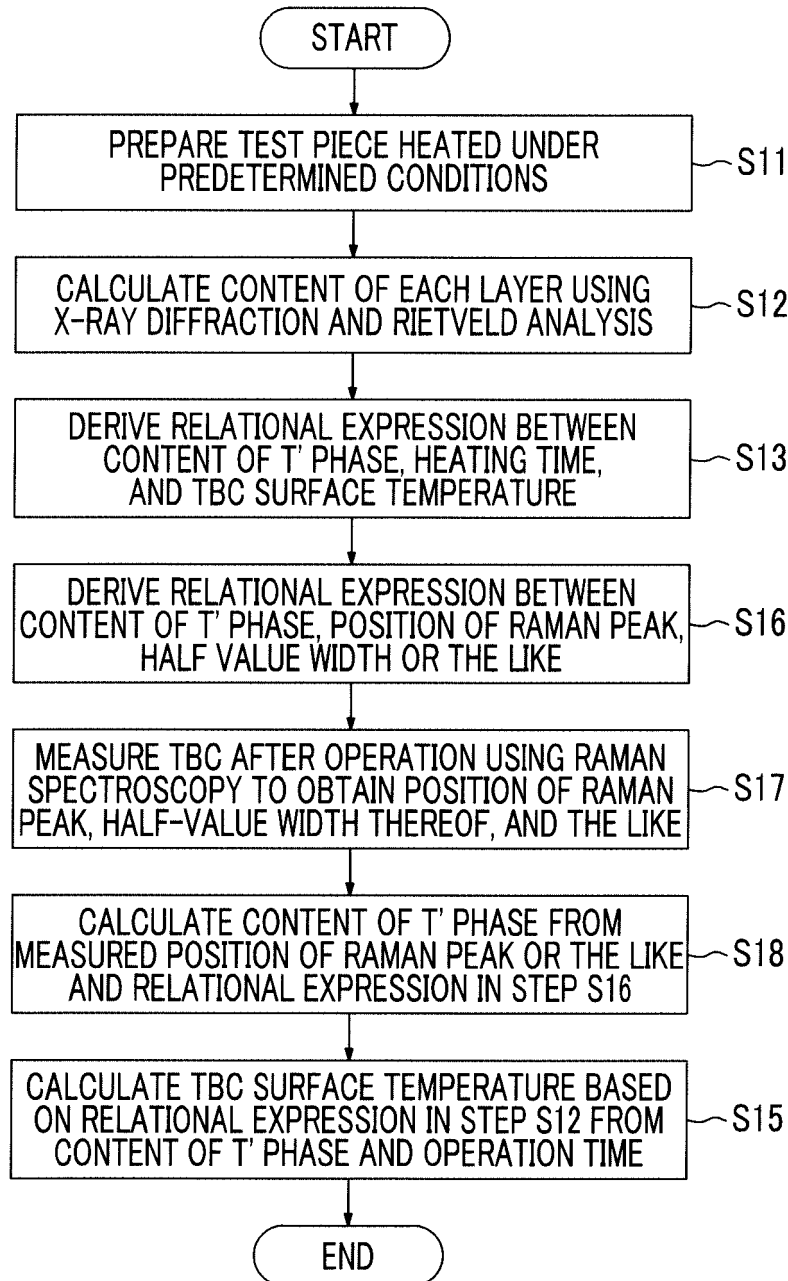 START
PREPARE TEST PIECE HEATED UNDER
PREDETERMINED CONDITIONS
S11
CALCULATE CONTENT OF EACH LAYER USING
X-RAY DIFFRACTION AND RIETVELD ANALYSIS
S12
DERIVE RELATIONAL EXPRESSION BETWEEN
CONTENT OF T' PHASE, HEATING TIME,
AND TBC SURFACE TEMPERATURE
S13
DERIVE RELATIONAL EXPRESSION BETWEEN
CONTENT OF T' PHASE, POSITION OF RAMAN PEAK,
HALF VALUE WIDTH OR THE LIKE
S16
MEASURE TBC AFTER OPERATION USING RAMAN
SPECTROSCOPY TO OBTAIN POSITION OF RAMAN
PEAK, HALF-VALUE WIDTH THEREOF, AND THE LIKE
S17
CALCULATE CONTENT OF T' PHASE FROM
MEASURED POSITION OF RAMAN PEAK OR THE LIKE
AND RELATIONAL EXPRESSION IN STEP S16
S18
CALCULATE TBC SURFACE TEMPERATURE BASED
ON RELATIONAL EXPRESSION IN STEP S12 FROM
CONTENT OF T' PHASE AND OPERATION TIME
S15
END